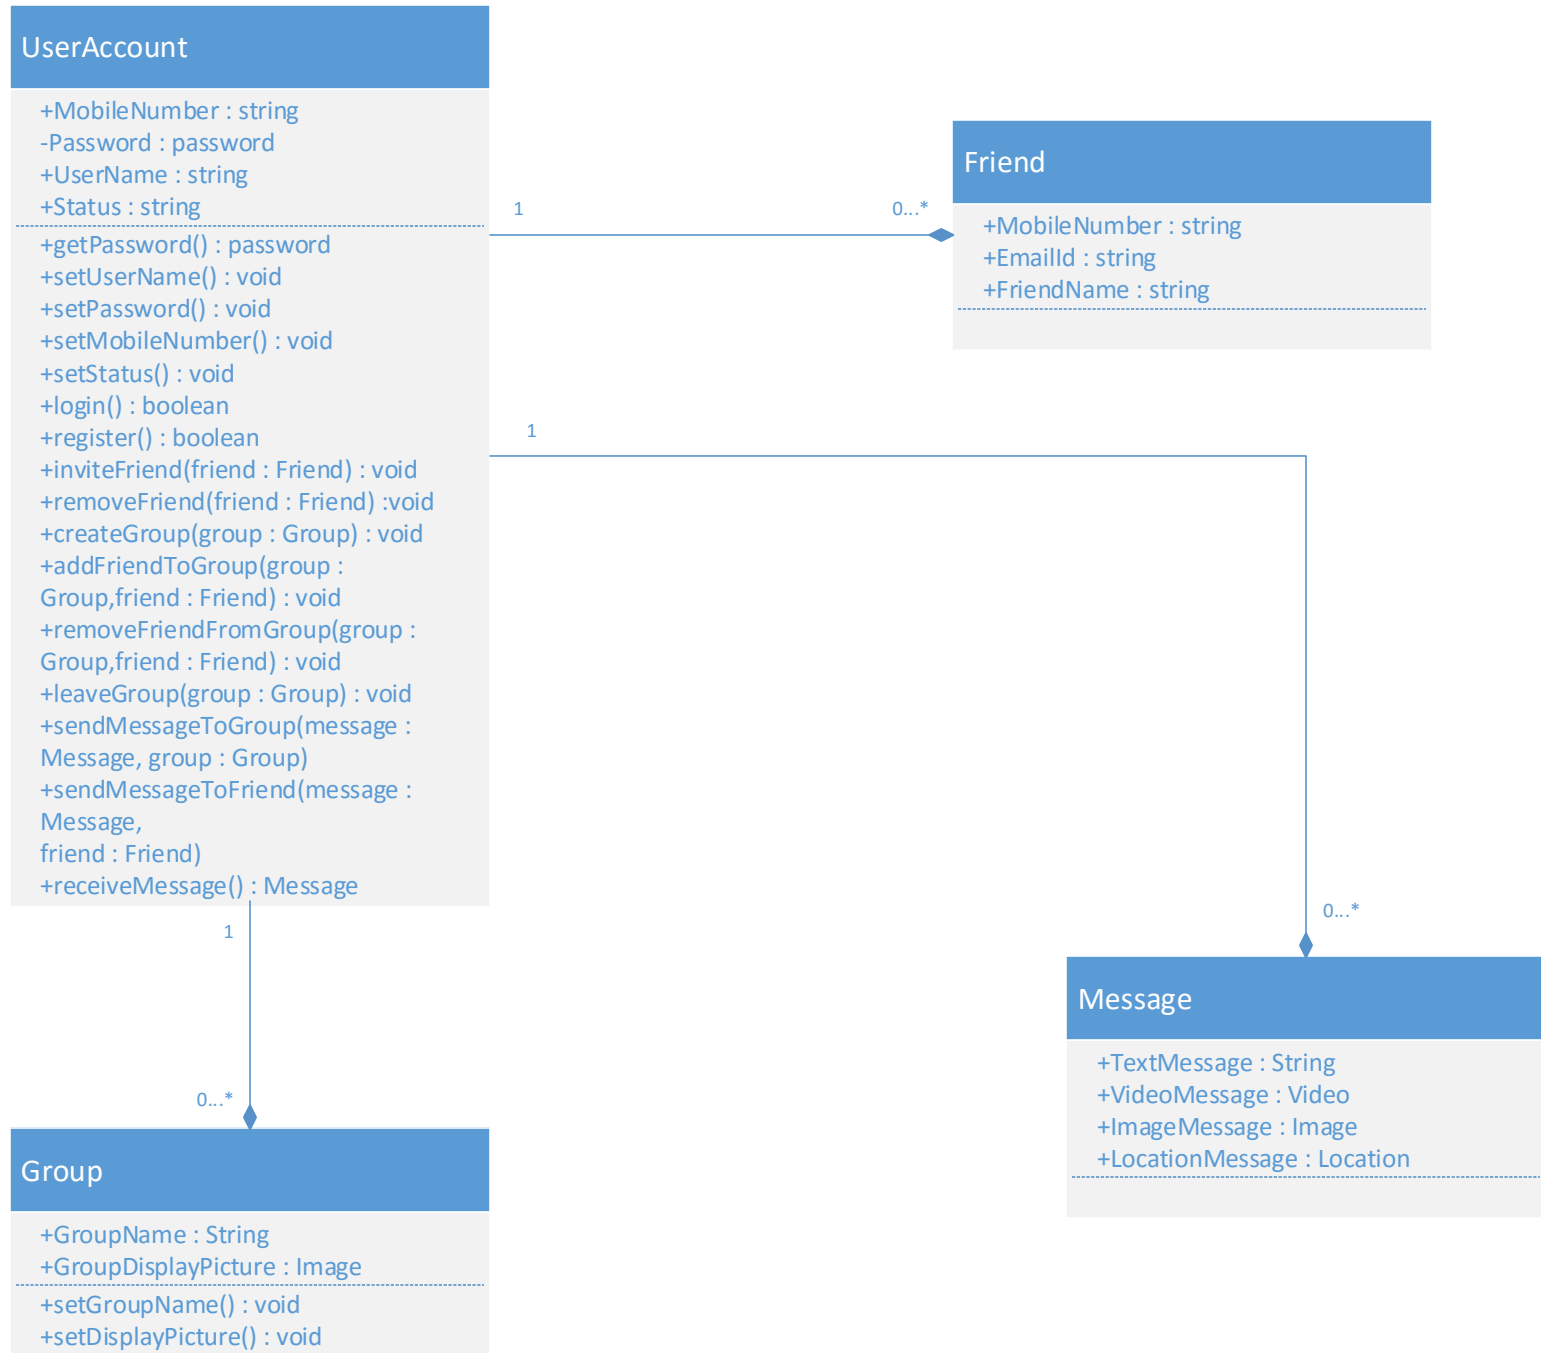 UserAccount
+MobileNumber : string
-Password : password
+UserName : string
+Status : string
+getPassword() : password
+setUserName() : void
+setPassword() : void
+setMobileNumber() : void
+setStatus() : void
+login() : boolean
+register() : boolean
+inviteFriend(friend : Friend) : void
+removeFriend(friend : Friend) :void
+createGroup(group : Group) : void
+addFriendToGroup(group :
Group,friend : Friend) : void
+removeFriendFromGroup(group :
Group,friend : Friend) : void
+leaveGroup(group : Group) : void
+sendMessageToGroup(message :
Message, group : Group)
+sendMessageToFriend(message :
Message,
friend : Friend)
+receiveMessage() : Message
1
0...*
Friend
+MobileNumber : string
+EmailId : string
+FriendName : string
1
0...*
Message
+TextMessage : String
+VideoMessage : Video
+ImageMessage : Image
+LocationMessage : Location
1
0...*
Group
+GroupName : String
+GroupDisplayPicture : Image
+setGroupName() : void
+setDisplayPicture() : void